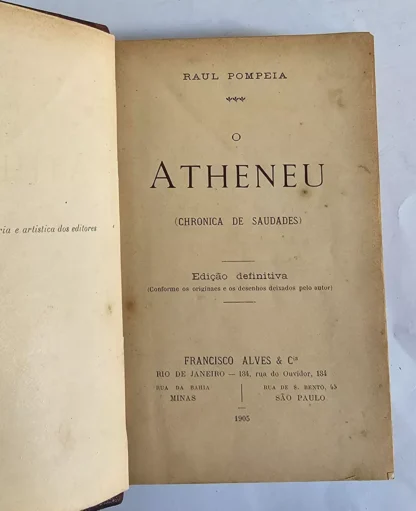 ria e artistica dos editores
RAUL POMPEIA
O
ATHENEU
(CHRONICA DE SAUDADES)
Edição definitiva
(Conforme os originaes e os desenhos deixados pelo autor)
FRANCISCO ALVES & Cia
RIO DE JANEIRO — 134, rua do Ouvidor, 134
RUA DA BAHIA
MINAS
RUA DE S. BENTO, 45
SÃO PAULO
1905